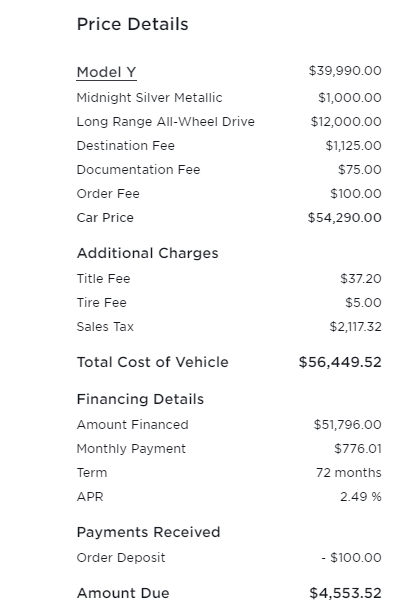 Price Details
Model Y $39,990.00
Midnight Silver Metallic $1,000.00
Long Range All-Wheel Drive $12,000.00
Destination Fee $1,125.00
Documentation Fee $75.00
Order Fee $100.00
Car Price $54,290.00
Additional Charges
Title Fee $37.20
Tire Fee $5.00
Sales Tax $2,117.32
Total Cost of Vehicle $56,449.52
Financing Details
Amount Financed $51,796.00
Monthly Payment $776.01
Term 72 months
APR 2.49 %
Payments Received
Order Deposit - $100.00
Amount Due $4,553.52